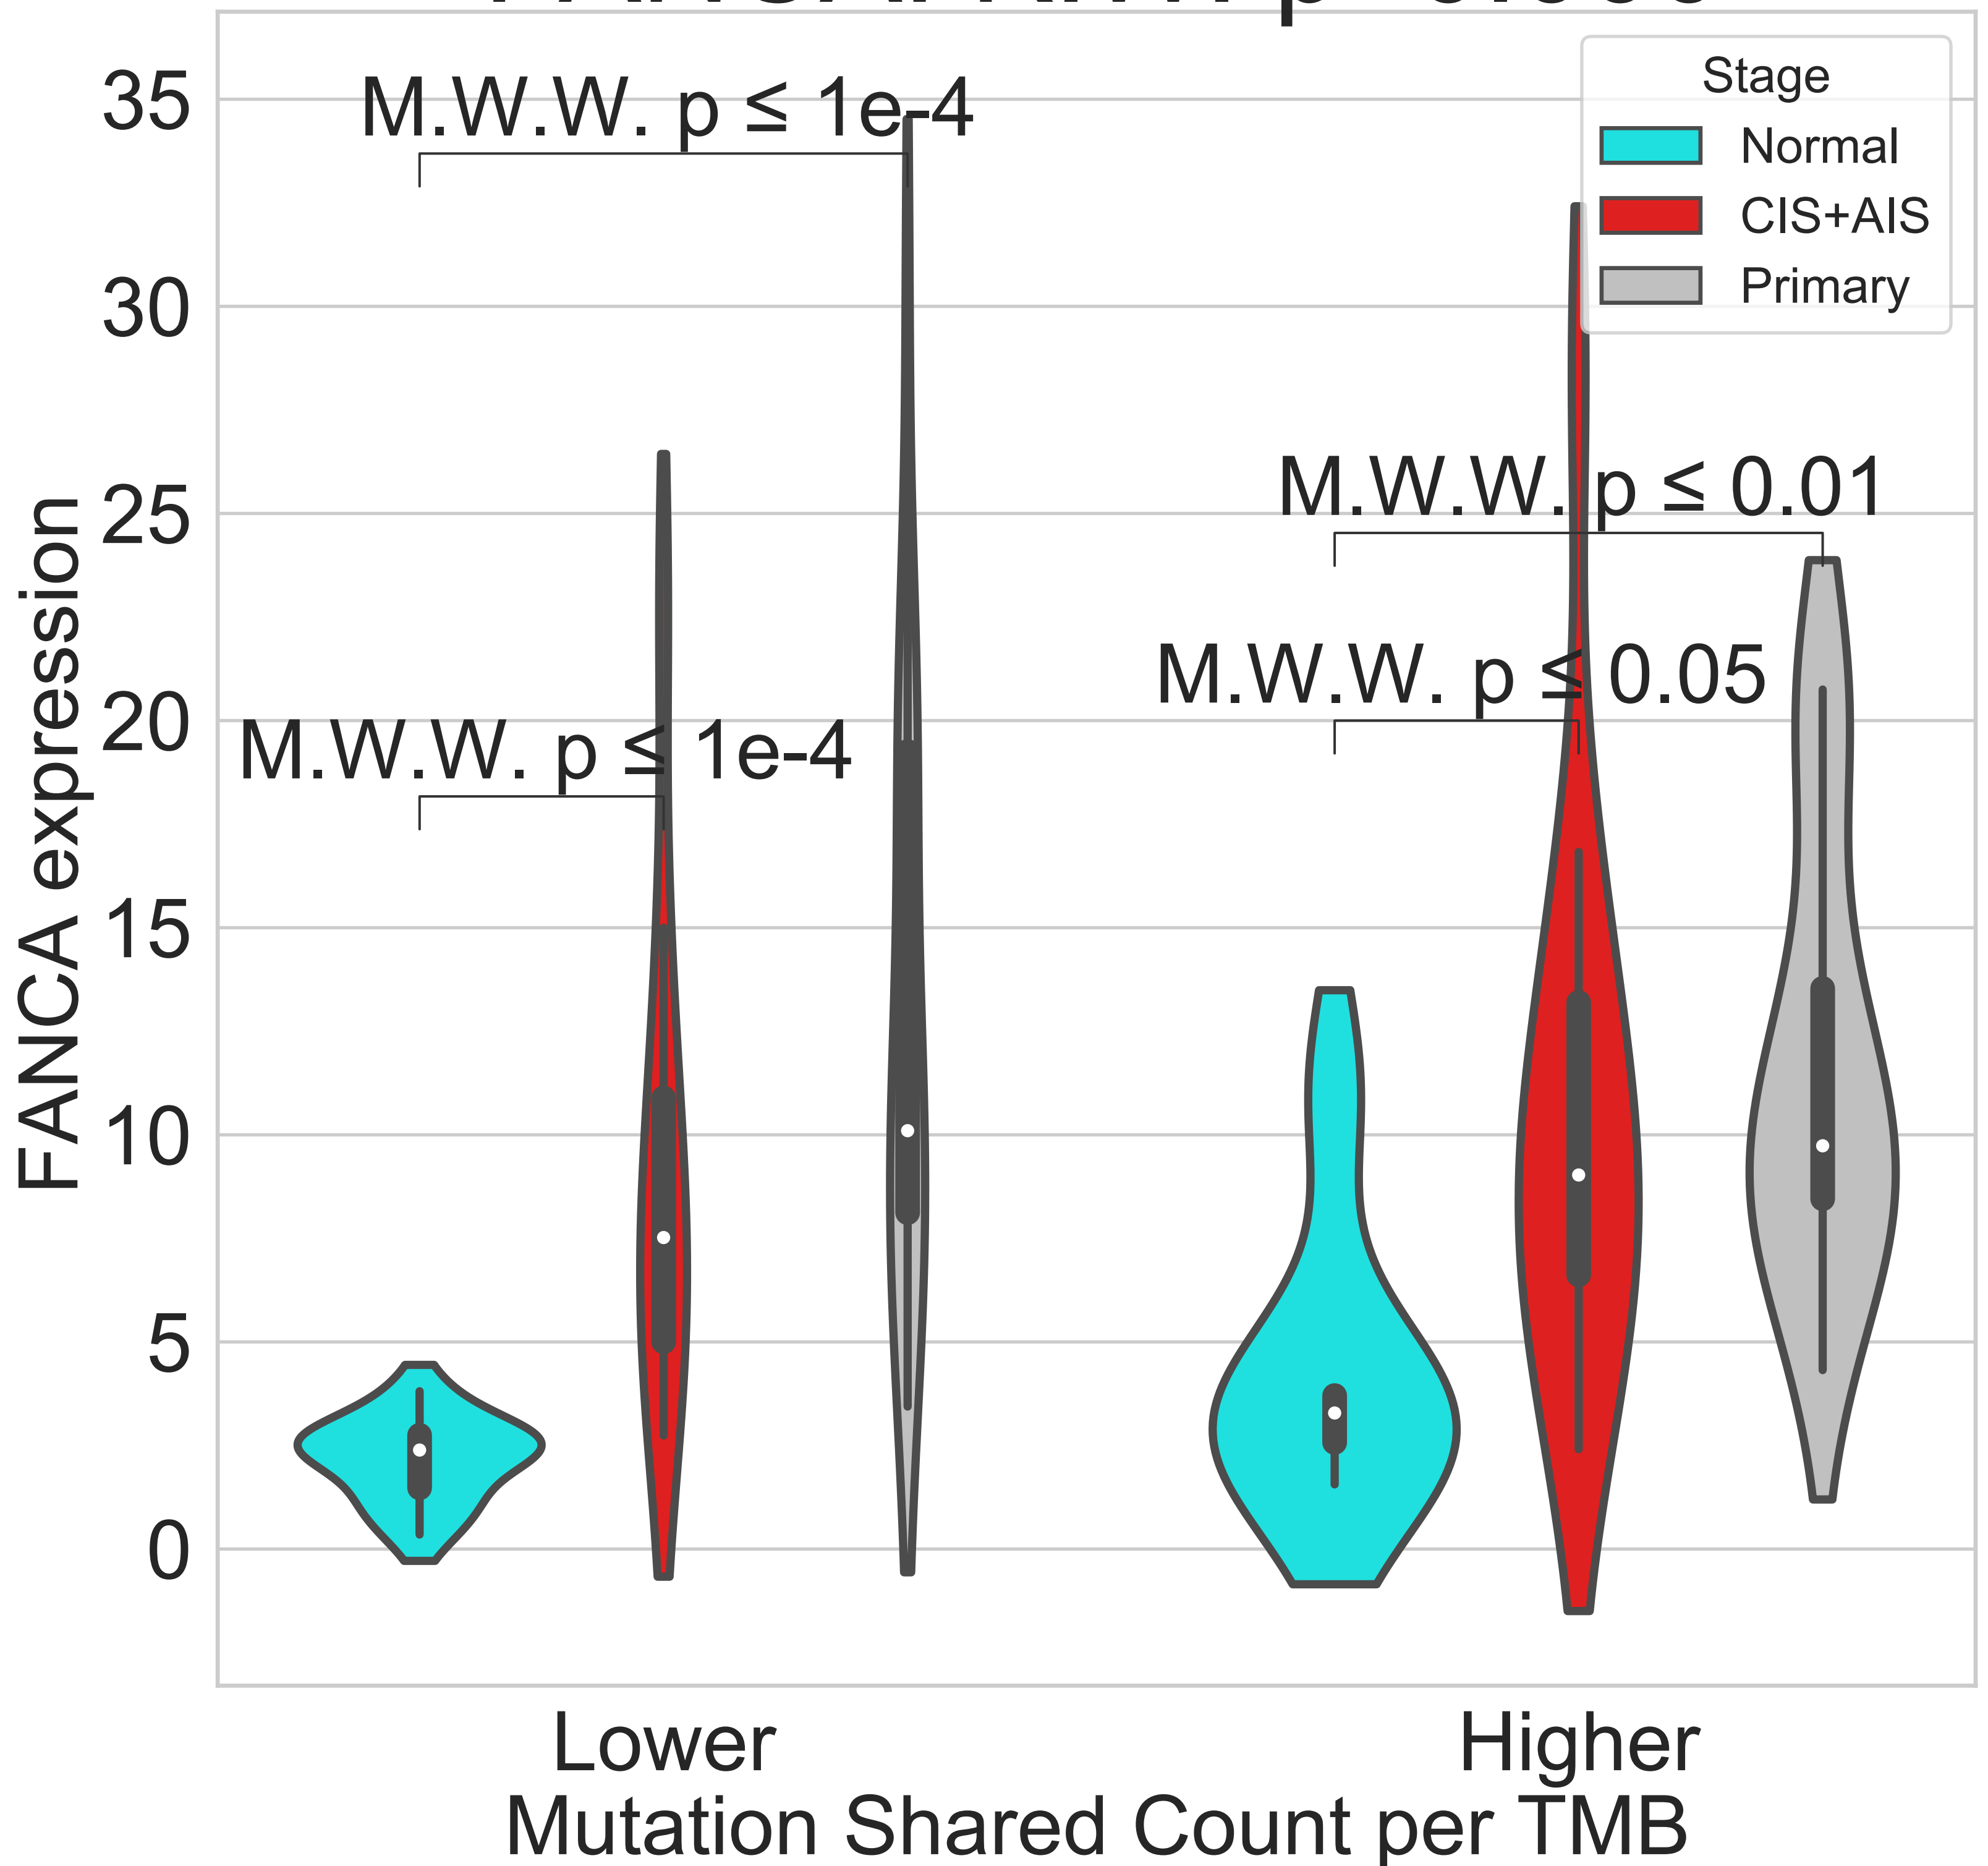 Stage
Normal
CIS+AIS
Primary
M.W.W. p ≤ 1e-4
M.W.W. p ≤ 0.01
M.W.W. p ≤ 0.05
M.W.W. p ≤ 1e-4
35
30
25
20
15
10
5
0
FANCA expression
Lower
Higher
Mutation Shared Count per TMB